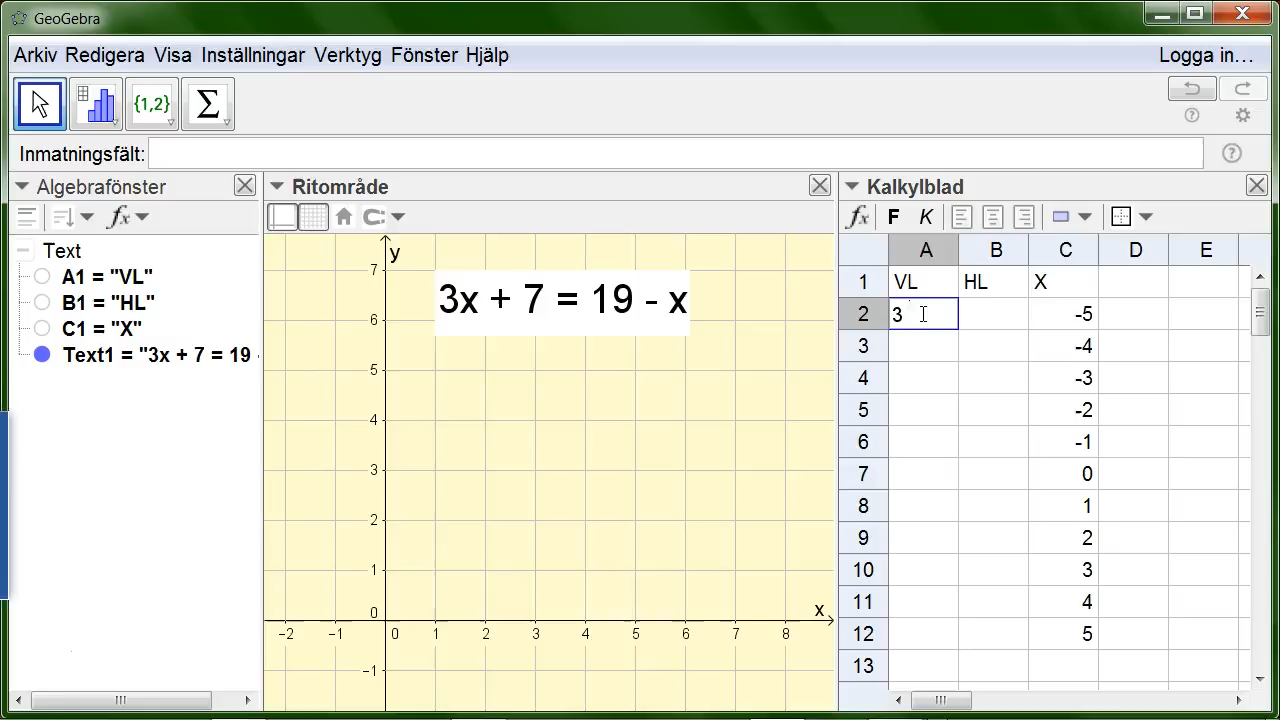 GeoGebra
Arkiv Redigera Visa Inställningar Verktyg Fönster Hjälp Logga in...
{1,2} Σ
Inmatningsfält:
Algebrafönster Ritområde Kalkylblad
fx fx F K
Text
A1 = "VL"
B1 = "HL"
C1 = "X"
Text1 = "3x + 7 = 19 -
y
3x + 7 = 19 - x
7
6
5
4
3
2
1
0
x
−2 −1 0 1 2 3 4 5 6 7 8
−1
A B C D E
1 VL HL X
2 3 -5
3 -4
4 -3
5 -2
6 -1
7 0
8 1
9 2
10 3
11 4
12 5
13